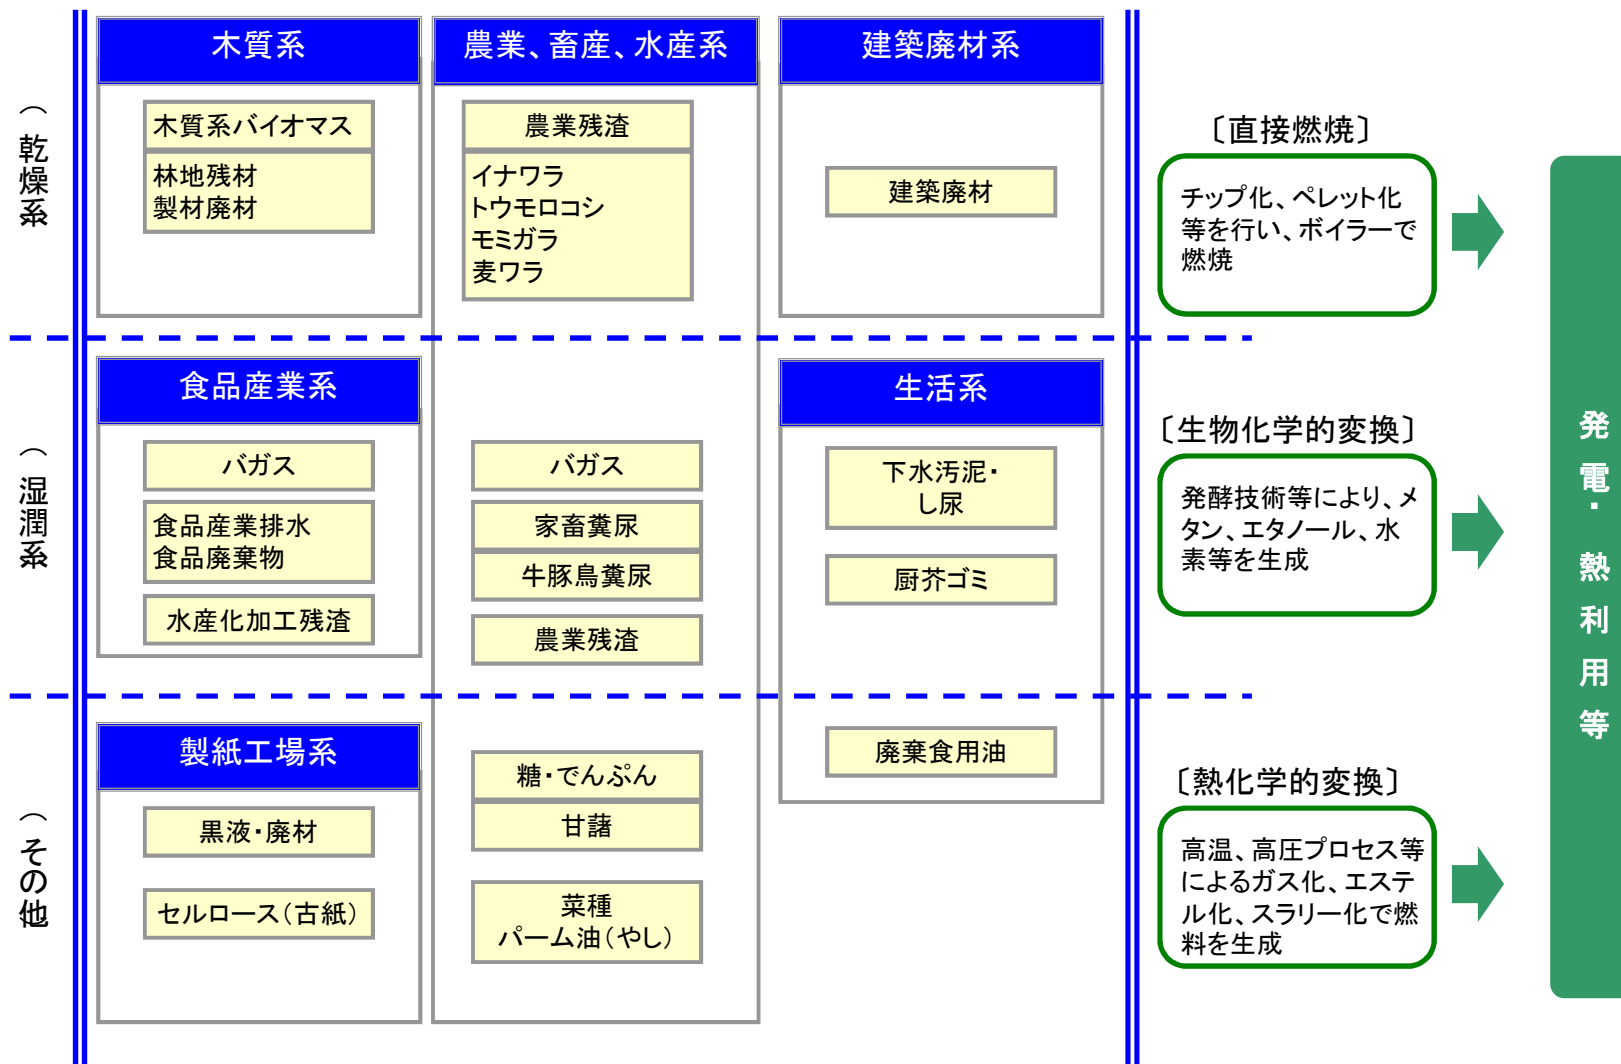 木質系
農業、畜産、水産系
建築廃材系
（乾燥系
木質系バイオマス
林地残材
製材廃材
農業残渣
イナワラ
トウモロコシ
モミガラ
麦ワラ
建築廃材
〔直接燃焼〕
チップ化、ペレット化
等を行い、ボイラーで
燃焼
食品産業系
生活系
（湿潤系
バガス
食品産業排水
食品廃棄物
水産化加工残渣
バガス
家畜糞尿
牛豚鳥糞尿
農業残渣
下水汚泥・
し尿
厨芥ゴミ
〔生物化学的変換〕
発酵技術等により、メ
タン、エタノール、水
素等を生成
製紙工場系
（その他
黒液・廃材
セルロース（古紙）
糖・でんぷん
甘藷
菜種
パーム油（やし）
廃棄食用油
〔熱化学的変換〕
高温、高圧プロセス等
によるガス化、エステ
ル化、スラリー化で燃
料を生成
発電・熱利用等